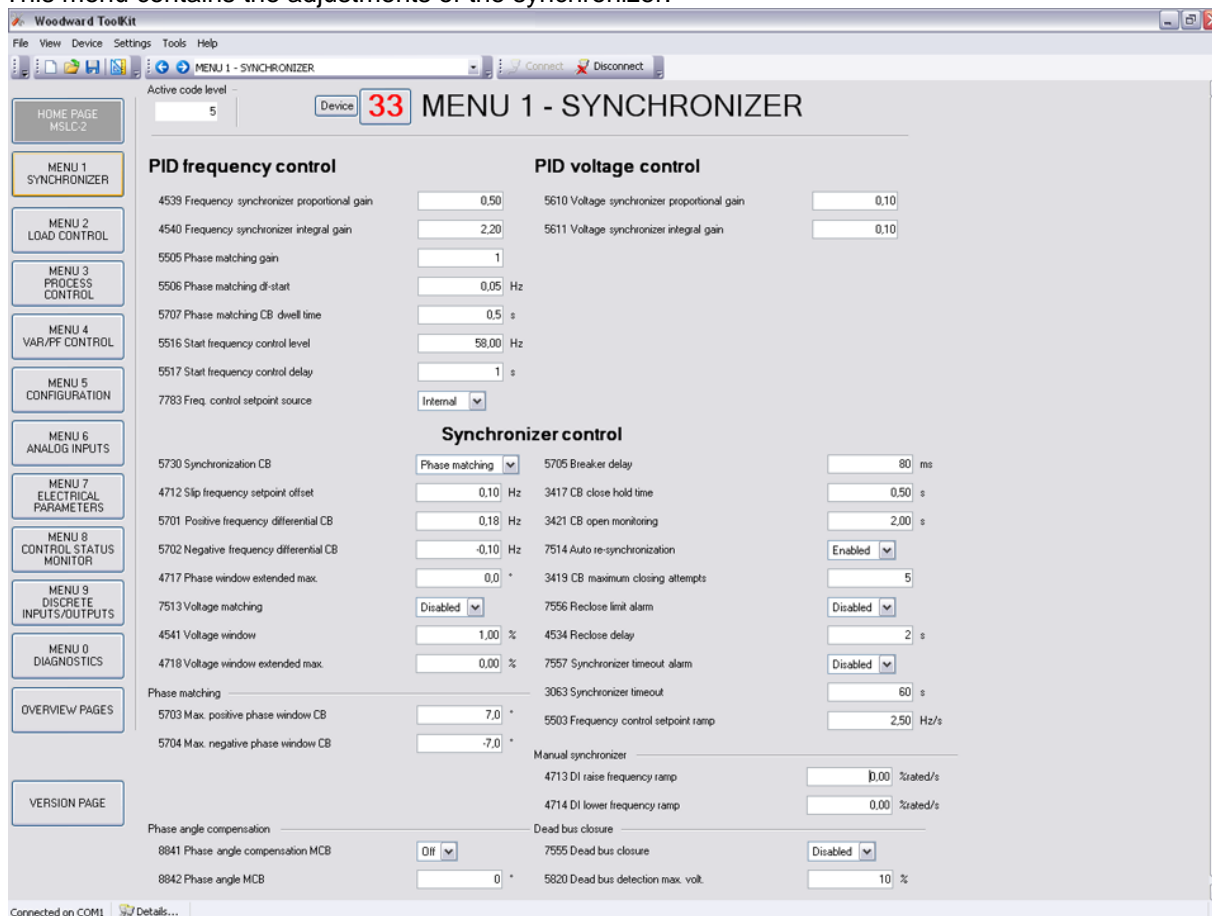 This menu contains the adjustments of the synchronizer.
Woodward ToolKit
File View Device Settings Tools Help
MENU 1 - SYNCHRONIZER Connect Disconnect
Active code level
5
Device 33 MENU 1 - SYNCHRONIZER
HOME PAGE
MSLC-2
MENU 1
SYNCHRONIZER
MENU 2
LOAD CONTROL
MENU 3
PROCESS
CONTROL
MENU 4
VAR/PF CONTROL
MENU 5
CONFIGURATION
MENU 6
ANALOG INPUTS
MENU 7
ELECTRICAL
PARAMETERS
MENU 8
CONTROL STATUS
MONITOR
MENU 9
DISCRETE
INPUTS/OUTPUTS
MENU 0
DIAGNOSTICS
OVERVIEW PAGES
VERSION PAGE
PID frequency control
4539 Frequency synchronizer proportional gain 0,50
4540 Frequency synchronizer integral gain 2,20
5505 Phase matching gain 1
5506 Phase matching df-start 0,05 Hz
5707 Phase matching CB dwell time 0,5 s
5516 Start frequency control level 58,00 Hz
5517 Start frequency control delay 1 s
7783 Freq. control setpoint source Internal
PID voltage control
5610 Voltage synchronizer proportional gain 0,10
5611 Voltage synchronizer integral gain 0,10
Synchronizer control
5730 Synchronization CB Phase matching
4712 Slip frequency setpoint offset 0,10 Hz
5701 Positive frequency differential CB 0,18 Hz
5702 Negative frequency differential CB -0,10 Hz
4717 Phase window extended max. 0,0 °
7513 Voltage matching Disabled
4541 Voltage window 1,00 %
4718 Voltage window extended max. 0,00 %
Phase matching
5703 Max. positive phase window CB 7,0 °
5704 Max. negative phase window CB -7,0 °
Phase angle compensation
8841 Phase angle compensation MCB Off
8842 Phase angle MCB 0 °
5705 Breaker delay 80 ms
3417 CB close hold time 0,50 s
3421 CB open monitoring 2,00 s
7514 Auto re-synchronization Enabled
3419 CB maximum closing attempts 5
7556 Reclose limit alarm Disabled
4534 Reclose delay 2 s
7557 Synchronizer timeout alarm Disabled
3063 Synchronizer timeout 60 s
5503 Frequency control setpoint ramp 2,50 Hz/s
Manual synchronizer
4713 DI raise frequency ramp 0,00 %rated/s
4714 DI lower frequency ramp 0,00 %rated/s
Dead bus closure
7555 Dead bus closure Disabled
5820 Dead bus detection max. volt. 10 %
Connected on COM1 Details...